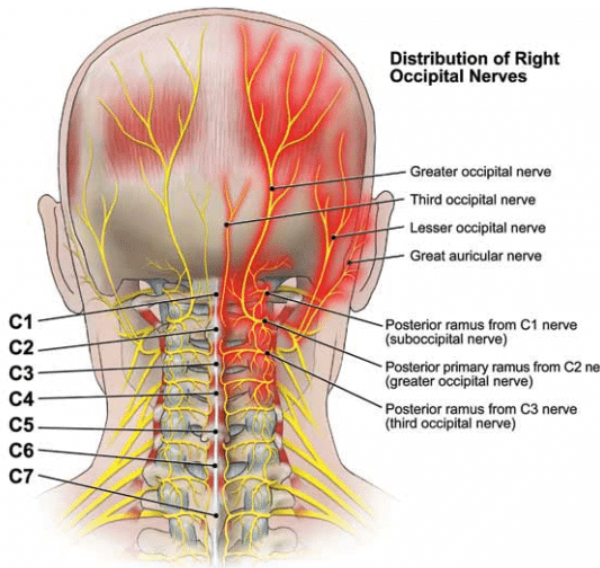 Distribution of Right
Occipital Nerves
Greater occipital nerve
Third occipital nerve
Lesser occipital nerve
Great auricular nerve
C1
C2
C3
C4
C5
C6
C7
Posterior ramus from C1 nerve
(suboccipital nerve)
Posterior primary ramus from C2 ne
(greater occipital nerve)
Posterior ramus from C3 nerve
(third occipital nerve)